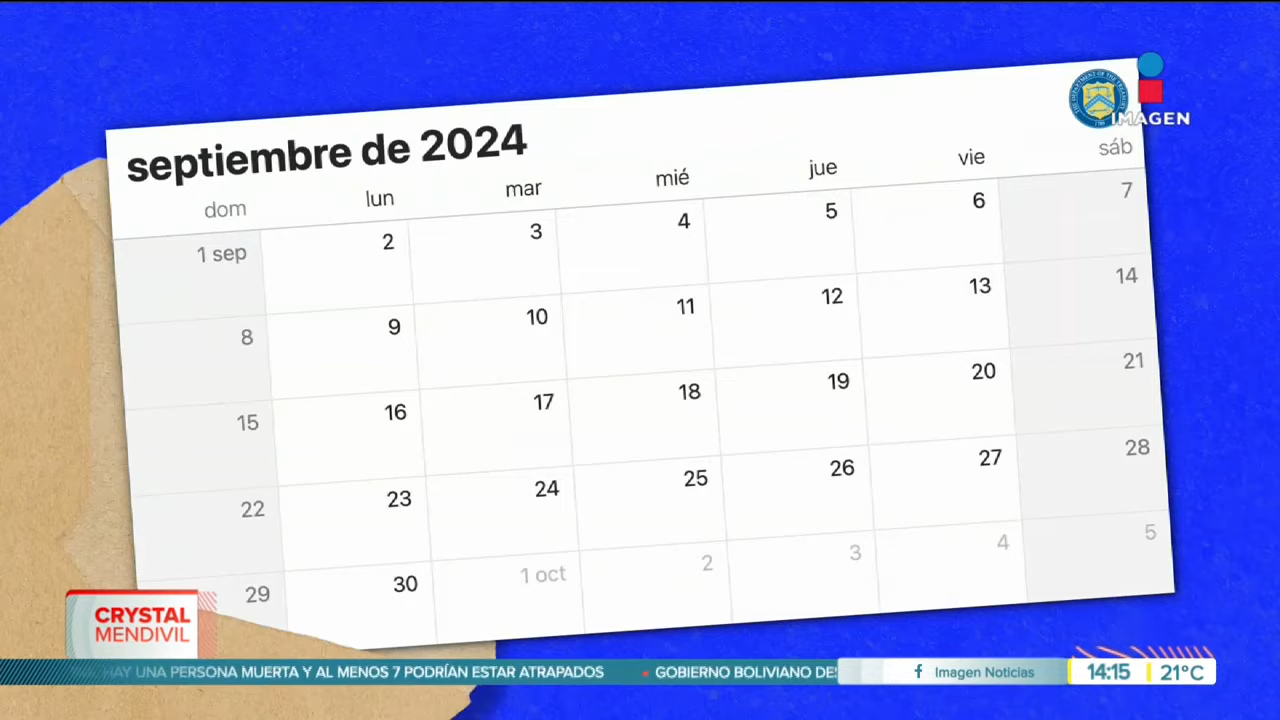 IMAGEN
septiembre de 2024
dom lun mar mié jue vie sáb
1 sep 2 3 4 5 6 7
8 9 10 11 12 13 14
15 16 17 18 19 20 21
22 23 24 25 26 27 28
29 30 1 oct 2 3 4 5
CRYSTAL
MENDIVIL
HAY UNA PERSONA MUERTA Y AL MENOS 7 PODRÍAN ESTAR ATRAPADOS • GOBIERNO BOLIVIANO
f Imagen Noticias
14:15 21°C